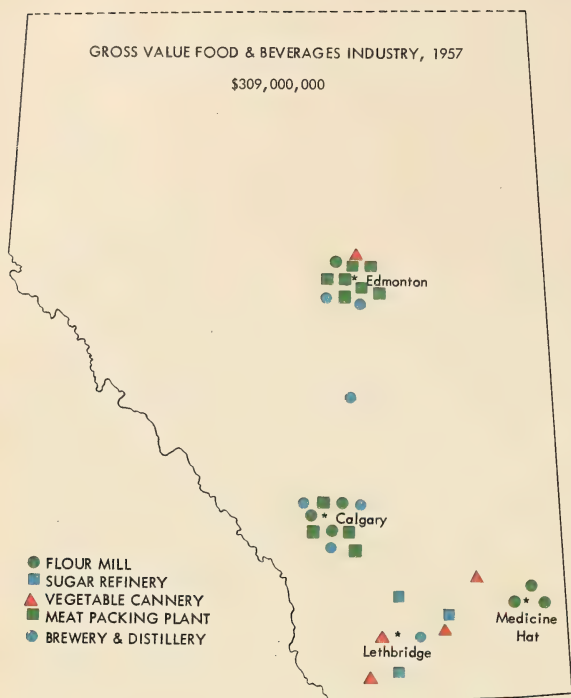 GROSS VALUE FOOD & BEVERAGES INDUSTRY, 1957
$309,000,000
Edmonton
Calgary
FLOUR MILL
SUGAR REFINERY
VEGETABLE CANNERY
MEAT PACKING PLANT
BREWERY & DISTILLERY
Medicine
Hat
Lethbridge